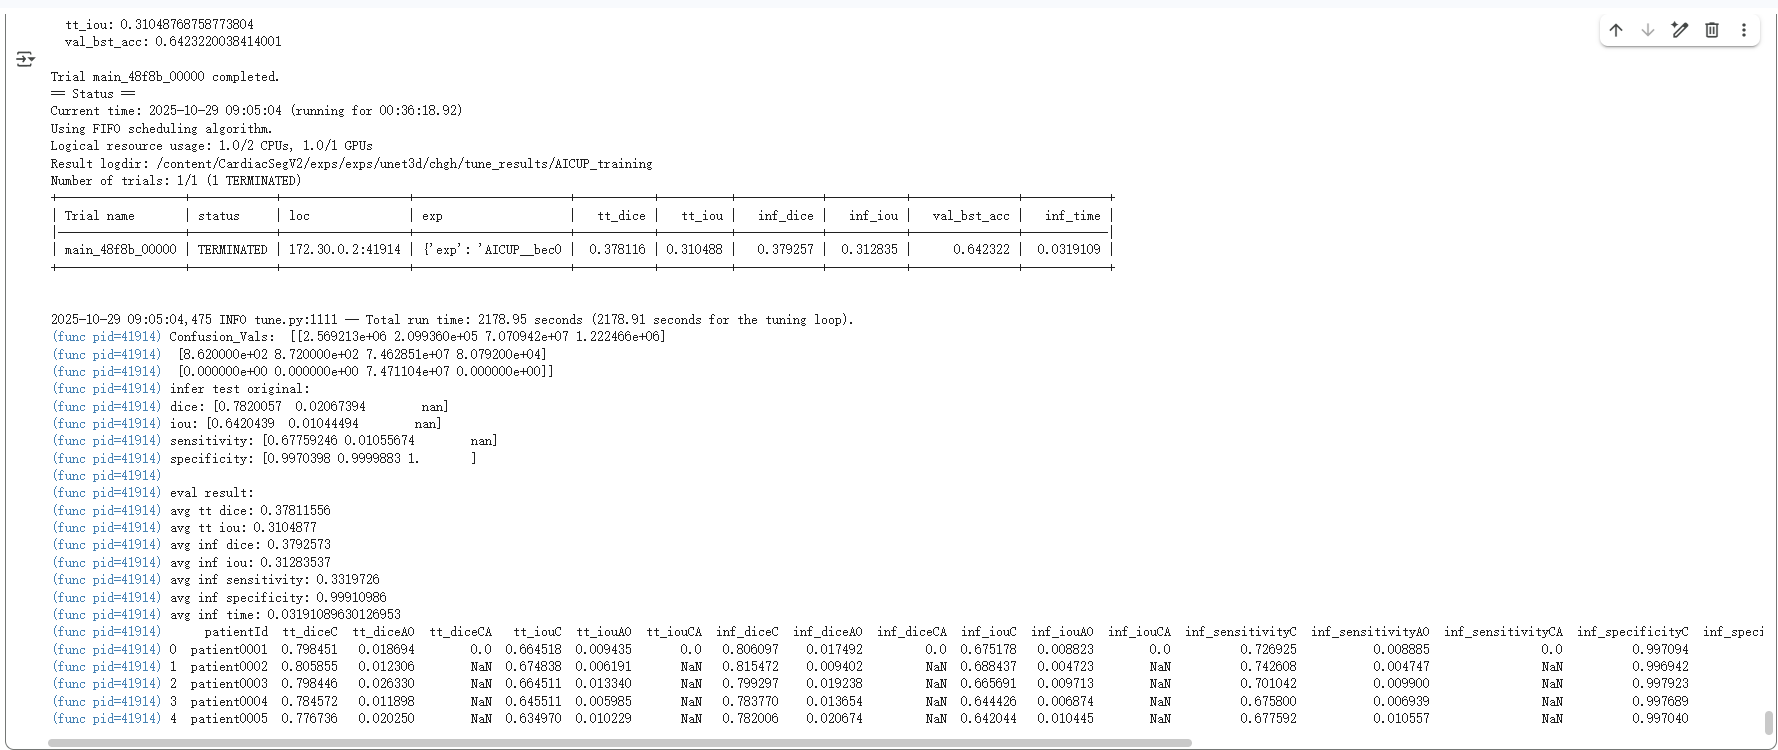 tt_iou: 0.31048768758773804
val_bst_acc: 0.6423220038414001
Trial main_48f8b_00000 completed.
== Status ==
Current time: 2025-10-29 09:05:04 (running for 00:36:18.92)
Using FIFO scheduling algorithm.
Logical resource usage: 1.0/2 CPUs, 1.0/1 GPUs
Result logdir: /content/CardiacSegV2/exps/exps/unet3d/chgh/tune_results/AICUP_training
Number of trials: 1/1 (1 TERMINATED)
| Trial name | status | loc | exp | tt_dice | tt_iou | inf_dice | inf_iou | val_bst_acc | inf_time |
| main_48f8b_00000 | TERMINATED | 172.30.0.2:41914 | {'exp': 'AICUP__bec0 | 0.378116 | 0.310488 | 0.379257 | 0.312835 | 0.642322 | 0.0319109 |
2025-10-29 09:05:04,475 INFO tune.py:1111 -- Total run time: 2178.95 seconds (2178.91 seconds for the tuning loop).
(func pid=41914) Confusion_Vals:  [[2.569213e+06 2.099360e+05 7.070942e+07 1.222466e+06]
(func pid=41914)  [8.620000e+02 8.720000e+02 7.462851e+07 8.079200e+04]
(func pid=41914)  [0.000000e+00 0.000000e+00 7.471104e+07 0.000000e+00]]
(func pid=41914) infer test original:
(func pid=41914) dice: [0.7820057  0.02067394        nan]
(func pid=41914) iou: [0.6420439  0.01044494        nan]
(func pid=41914) sensitivity: [0.67759246 0.01055674        nan]
(func pid=41914) specificity: [0.9970398 0.9999883 1.       ]
(func pid=41914)
(func pid=41914) eval result:
(func pid=41914) avg tt dice: 0.37811556
(func pid=41914) avg tt iou: 0.3104877
(func pid=41914) avg inf dice: 0.3792573
(func pid=41914) avg inf iou: 0.31283537
(func pid=41914) avg inf sensitivity: 0.3319726
(func pid=41914) avg inf specificity: 0.99910986
(func pid=41914) avg inf time: 0.03191089630126953
(func pid=41914)      patientId  tt_diceC  tt_diceAO  tt_diceCA   tt_iouC  tt_iouAO  tt_iouCA  inf_diceC  inf_diceAO  inf_diceCA  inf_iouC  inf_iouAO  inf_iouCA  inf_sensitivityC  inf_sensitivityAO  inf_sensitivityCA  inf_specificityC  inf_speci
(func pid=41914) 0  patient0001  0.798451  0.018694  0.0  0.664518  0.009435  0.0  0.806097  0.017492  0.0  0.675178  0.008823  0.0  0.726925  0.008885  0.0  0.997094
(func pid=41914) 1  patient0002  0.805855  0.012306  NaN  0.674838  0.006191  NaN  0.815472  0.009402  NaN  0.688437  0.004723  NaN  0.742608  0.004747  NaN  0.996942
(func pid=41914) 2  patient0003  0.798446  0.026330  NaN  0.664511  0.013340  NaN  0.799297  0.019238  NaN  0.665691  0.009713  NaN  0.701042  0.009900  NaN  0.997923
(func pid=41914) 3  patient0004  0.784572  0.011898  NaN  0.645511  0.005985  NaN  0.783770  0.013654  NaN  0.644426  0.006874  NaN  0.675800  0.006939  NaN  0.997689
(func pid=41914) 4  patient0005  0.776736  0.020250  NaN  0.634970  0.010229  NaN  0.782006  0.020674  NaN  0.642044  0.010445  NaN  0.677592  0.010557  NaN  0.997040